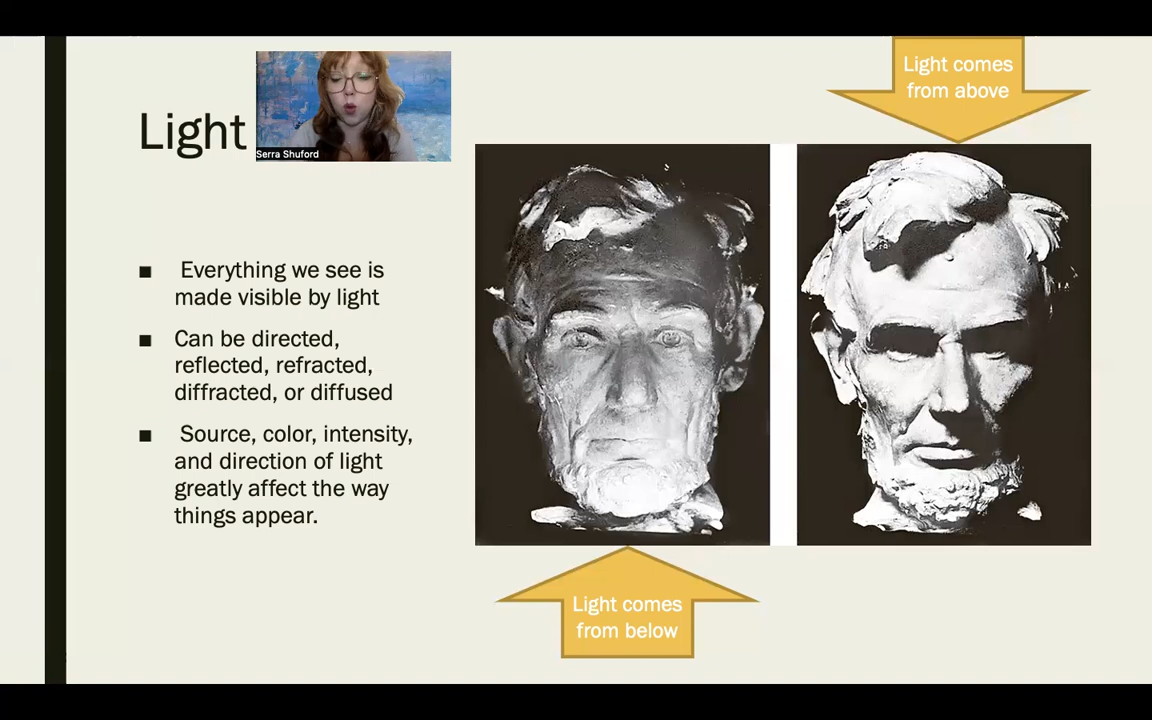 Light comes
from above
Light
Serra Shuford
■ Everything we see is
made visible by light
■ Can be directed,
reflected, refracted,
diffracted, or diffused
■ Source, color, intensity,
and direction of light
greatly affect the way
things appear.
Light comes
from below